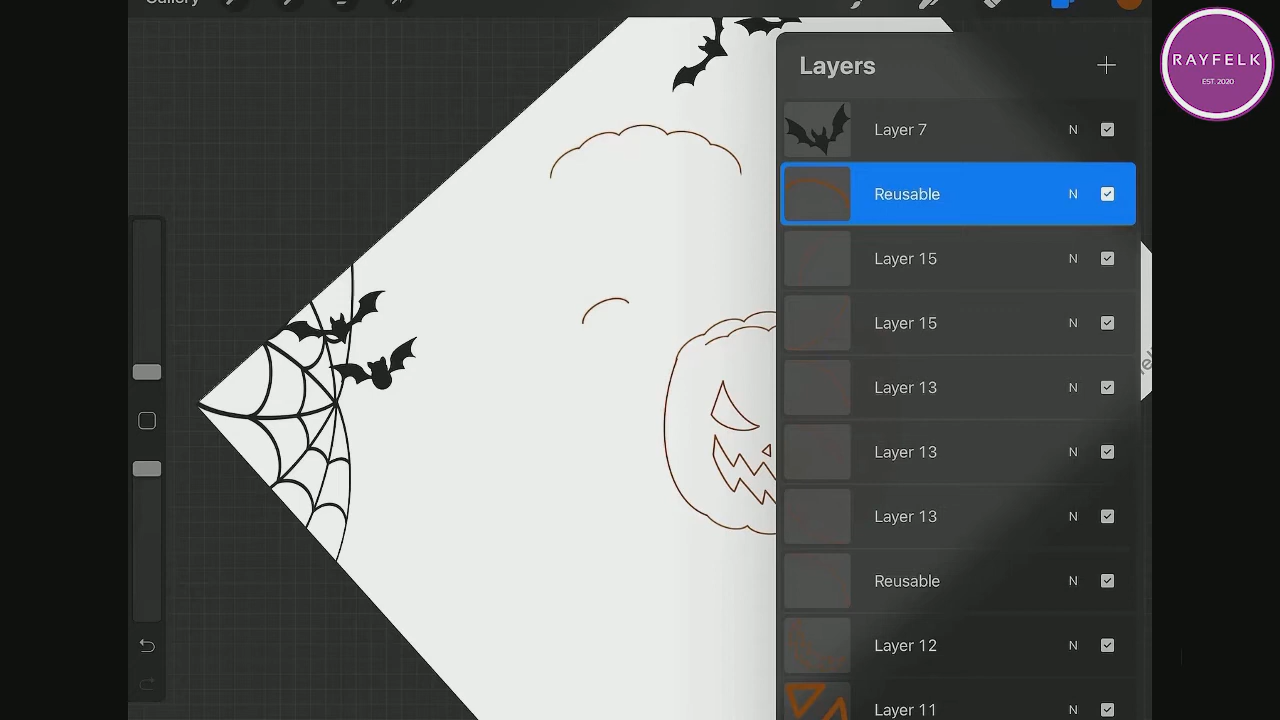 Gallery
RAYFELK
EST. 2020
Layers
Layer 7 N
Reusable N
Layer 15 N
Layer 15 N
Layer 13 N
Layer 13 N
Layer 13 N
Reusable N
Layer 12 N
Layer 11 N